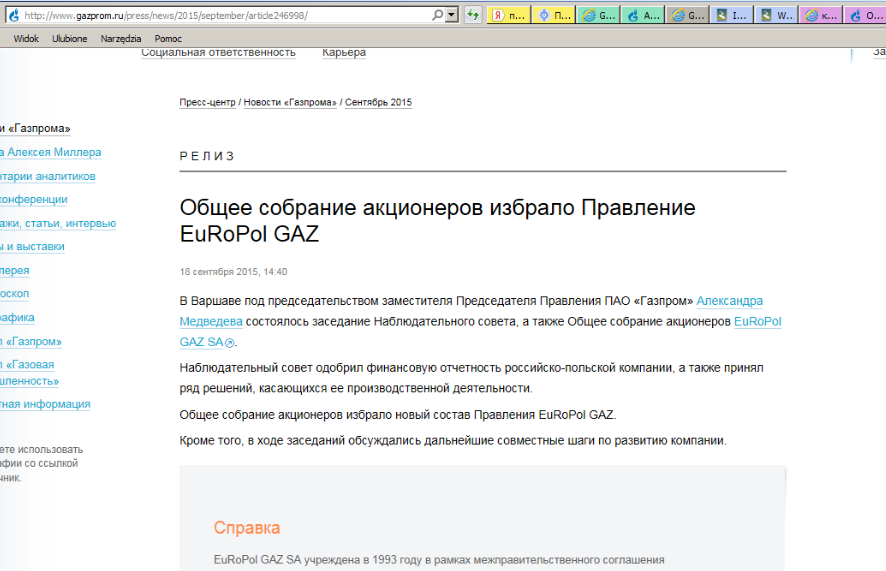 http://www.gazprom.ru/press/news/2015/september/article246998/
п...
П...
G...
A...
G...
I...
W...
к...
O...
Widok Ulubione Narzędzia Pomoc
Социальная ответственность Карьера
За
Пресс-центр / Новости «Газпрома» / Сентябрь 2015
и «Газпрома»
а Алексея Миллера
нтарии аналитиков
конференции
ажи, статьи, интервью
ы и выставки
лерея
оскоп
рафика
л «Газпром»
л «Газовая
шленность»
тная информация
ете использовать
афии со ссылкой
чник.
РЕЛИЗ
Общее собрание акционеров избрало Правление
EuRoPol GAZ
18 сентября 2015, 14:40
В Варшаве под председательством заместителя Председателя Правления ПАО «Газпром» Александра
Медведева состоялось заседание Наблюдательного совета, а также Общее собрание акционеров EuRoPol
GAZ SA.
Наблюдательный совет одобрил финансовую отчетность российско-польской компании, а также принял
ряд решений, касающихся ее производственной деятельности.
Общее собрание акционеров избрало новый состав Правления EuRoPol GAZ.
Кроме того, в ходе заседаний обсуждались дальнейшие совместные шаги по развитию компании.
Справка
EuRoPol GAZ SA учреждена в 1993 году в рамках межправительственного соглашения